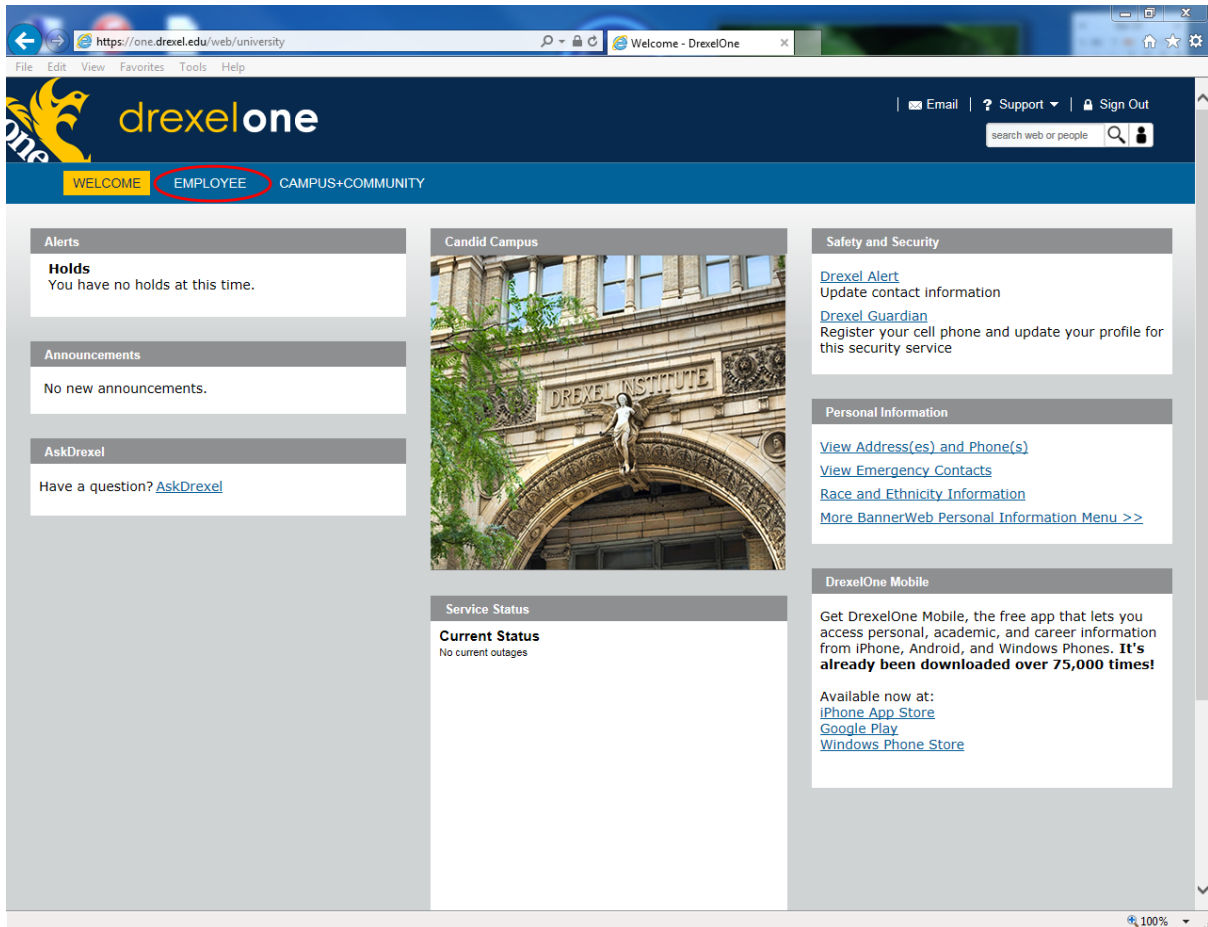 https://one.drexel.edu/web/university
Welcome - DrexelOne
File Edit View Favorites Tools Help
one
drexelone
Email | ? Support | Sign Out
search web or people
WELCOME EMPLOYEE CAMPUS+COMMUNITY
Alerts
Holds
You have no holds at this time.
Announcements
No new announcements.
AskDrexel
Have a question? AskDrexel
Candid Campus
DREXEL INSTITUTE
Service Status
Current Status
No current outages
Safety and Security
Drexel Alert
Update contact information
Drexel Guardian
Register your cell phone and update your profile for
this security service
Personal Information
View Address(es) and Phone(s)
View Emergency Contacts
Race and Ethnicity Information
More BannerWeb Personal Information Menu >>
DrexelOne Mobile
Get DrexelOne Mobile, the free app that lets you
access personal, academic, and career information
from iPhone, Android, and Windows Phones. It's
already been downloaded over 75,000 times!
Available now at:
iPhone App Store
Google Play
Windows Phone Store
100%